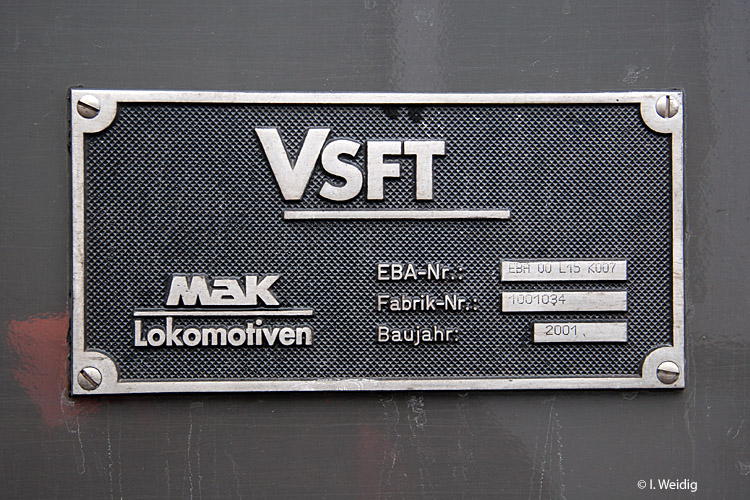 VSFT
MaK
Lokomotiven
EBA-Nr.: EBA 00 L15 K007
Fabrik-Nr.: 1001034
Baujahr: 2001
© I. Weidig